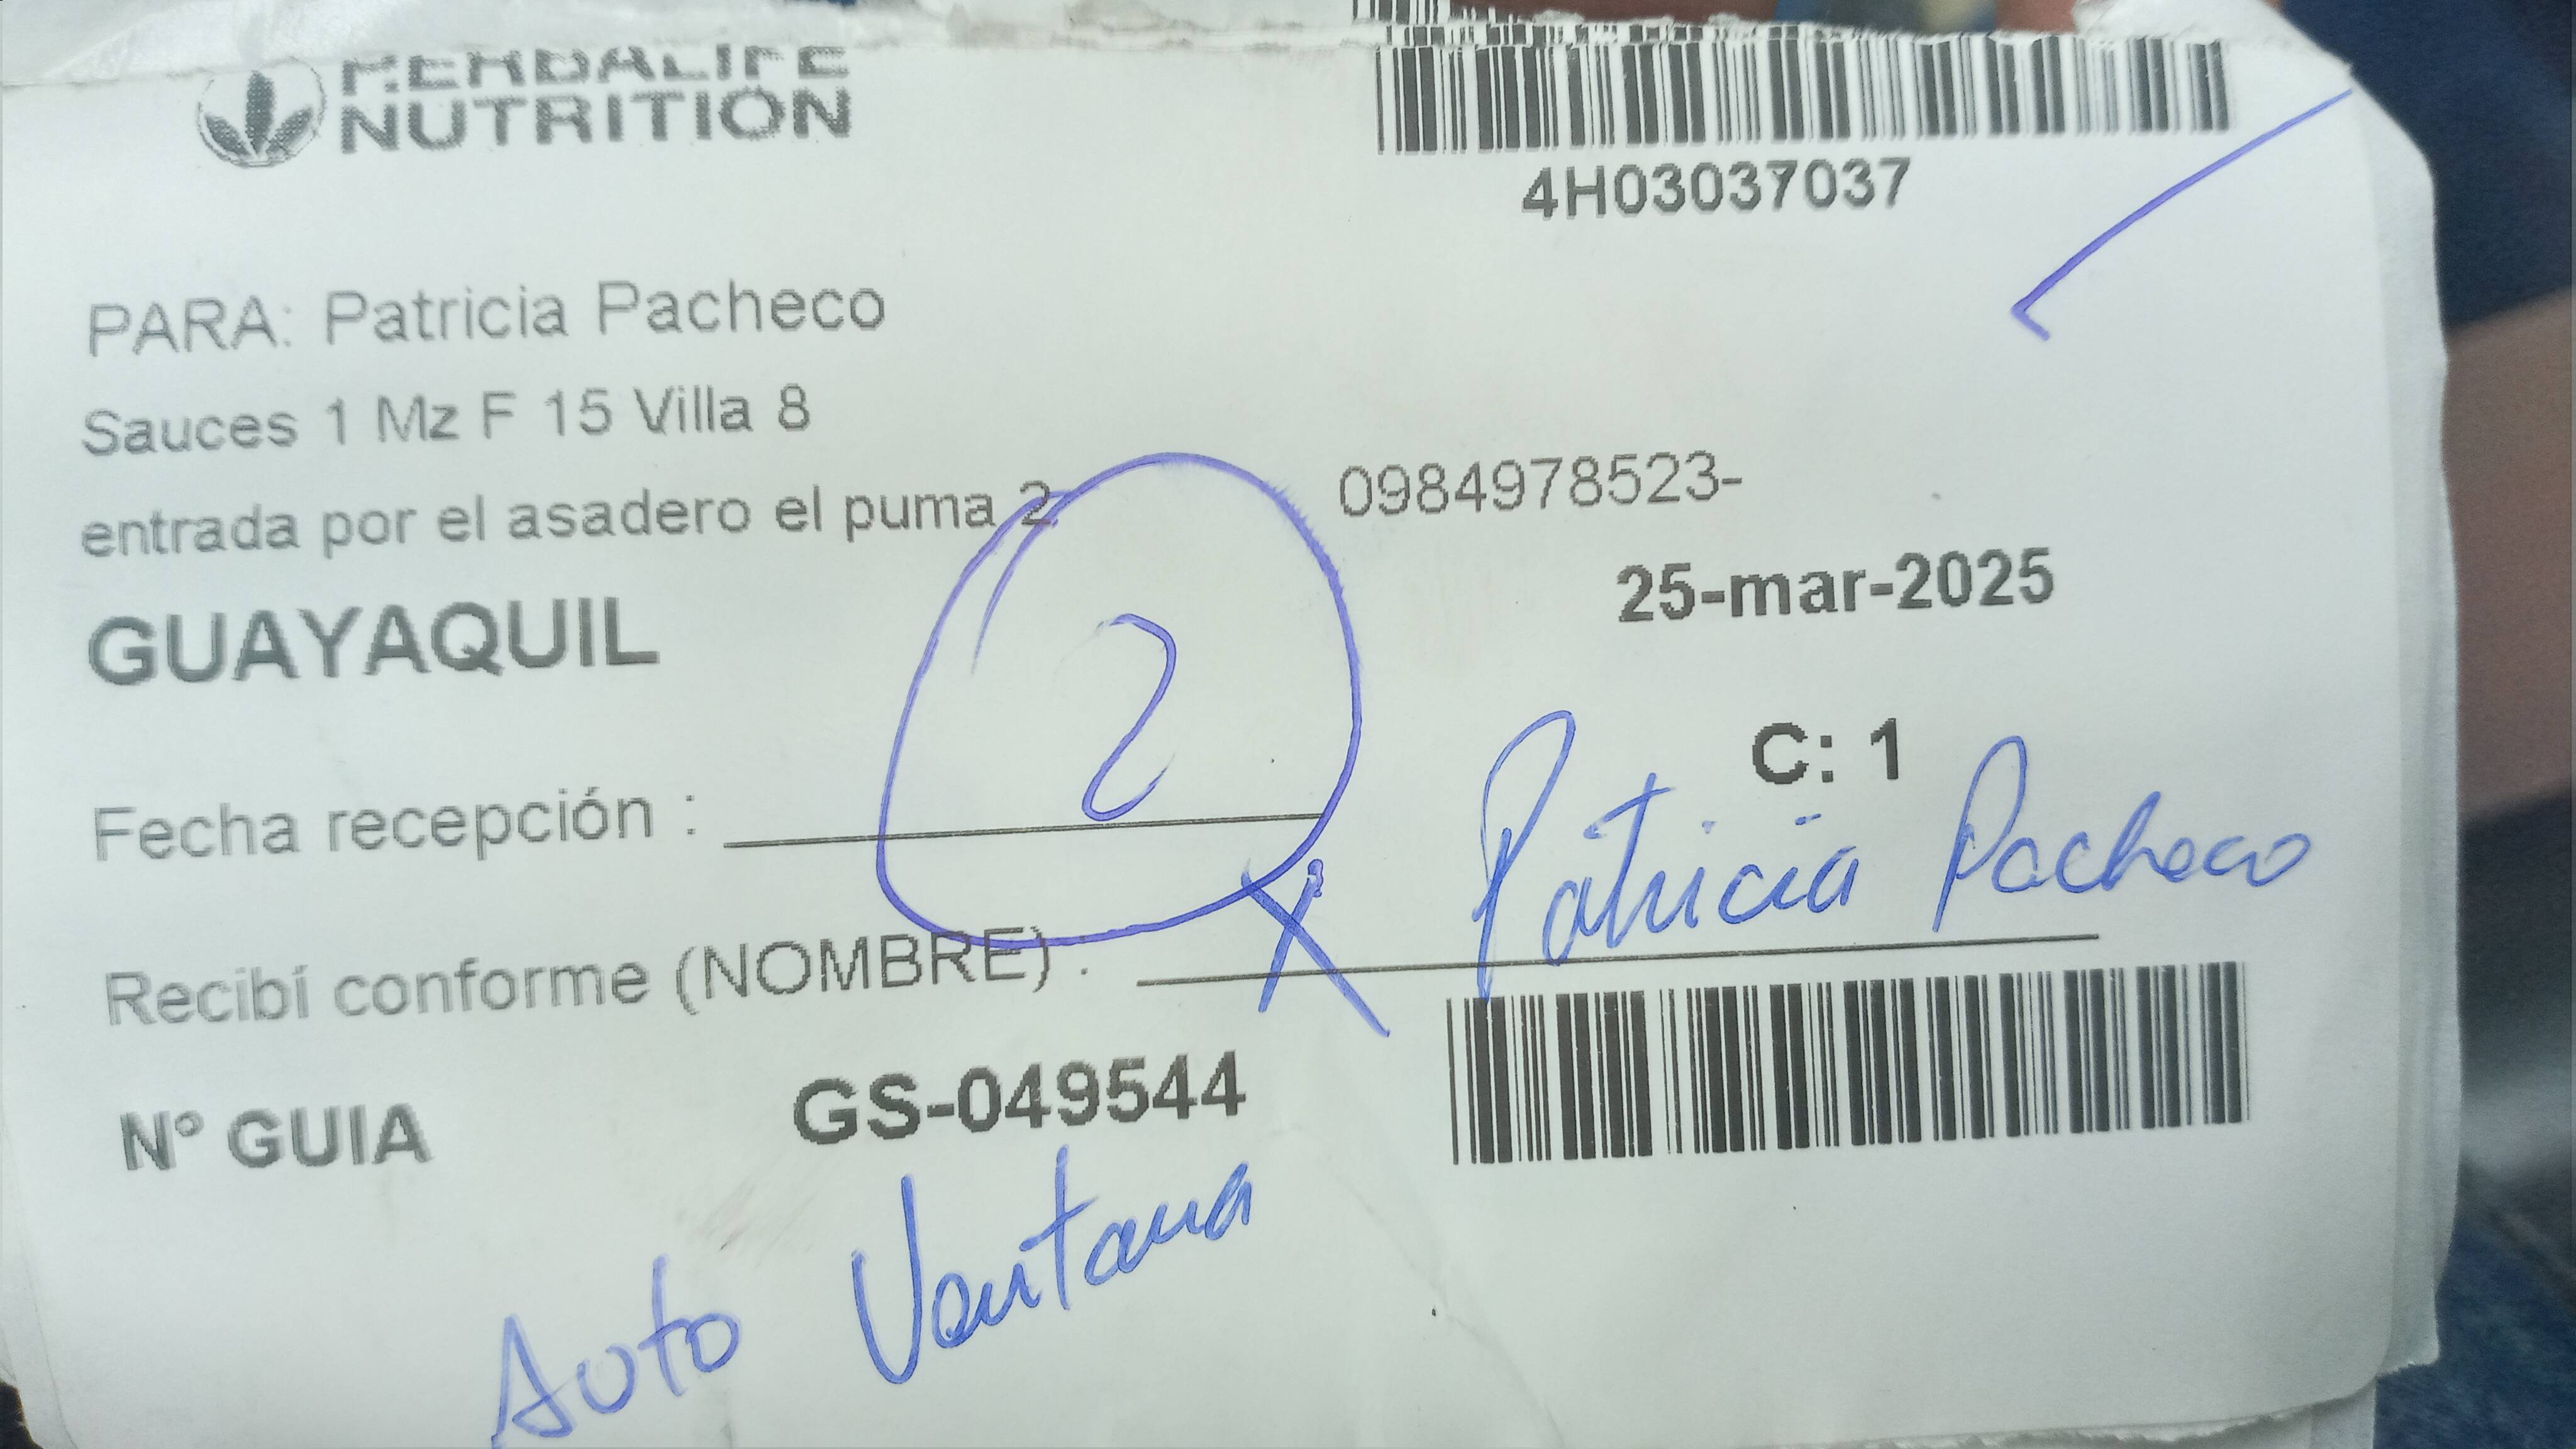 HERBALIFE
NUTRITION
4H03037037
PARA: Patricia Pacheco
Sauces 1 Mz F 15 Villa 8
entrada por el asadero el puma 2
0984978523-
GUAYAQUIL
25-mar-2025
2
C: 1
Fecha recepción :
Patricia Pacheco
Recibí conforme (NOMBRE) :
X
N° GUIA
GS-049544
Auto Ventana